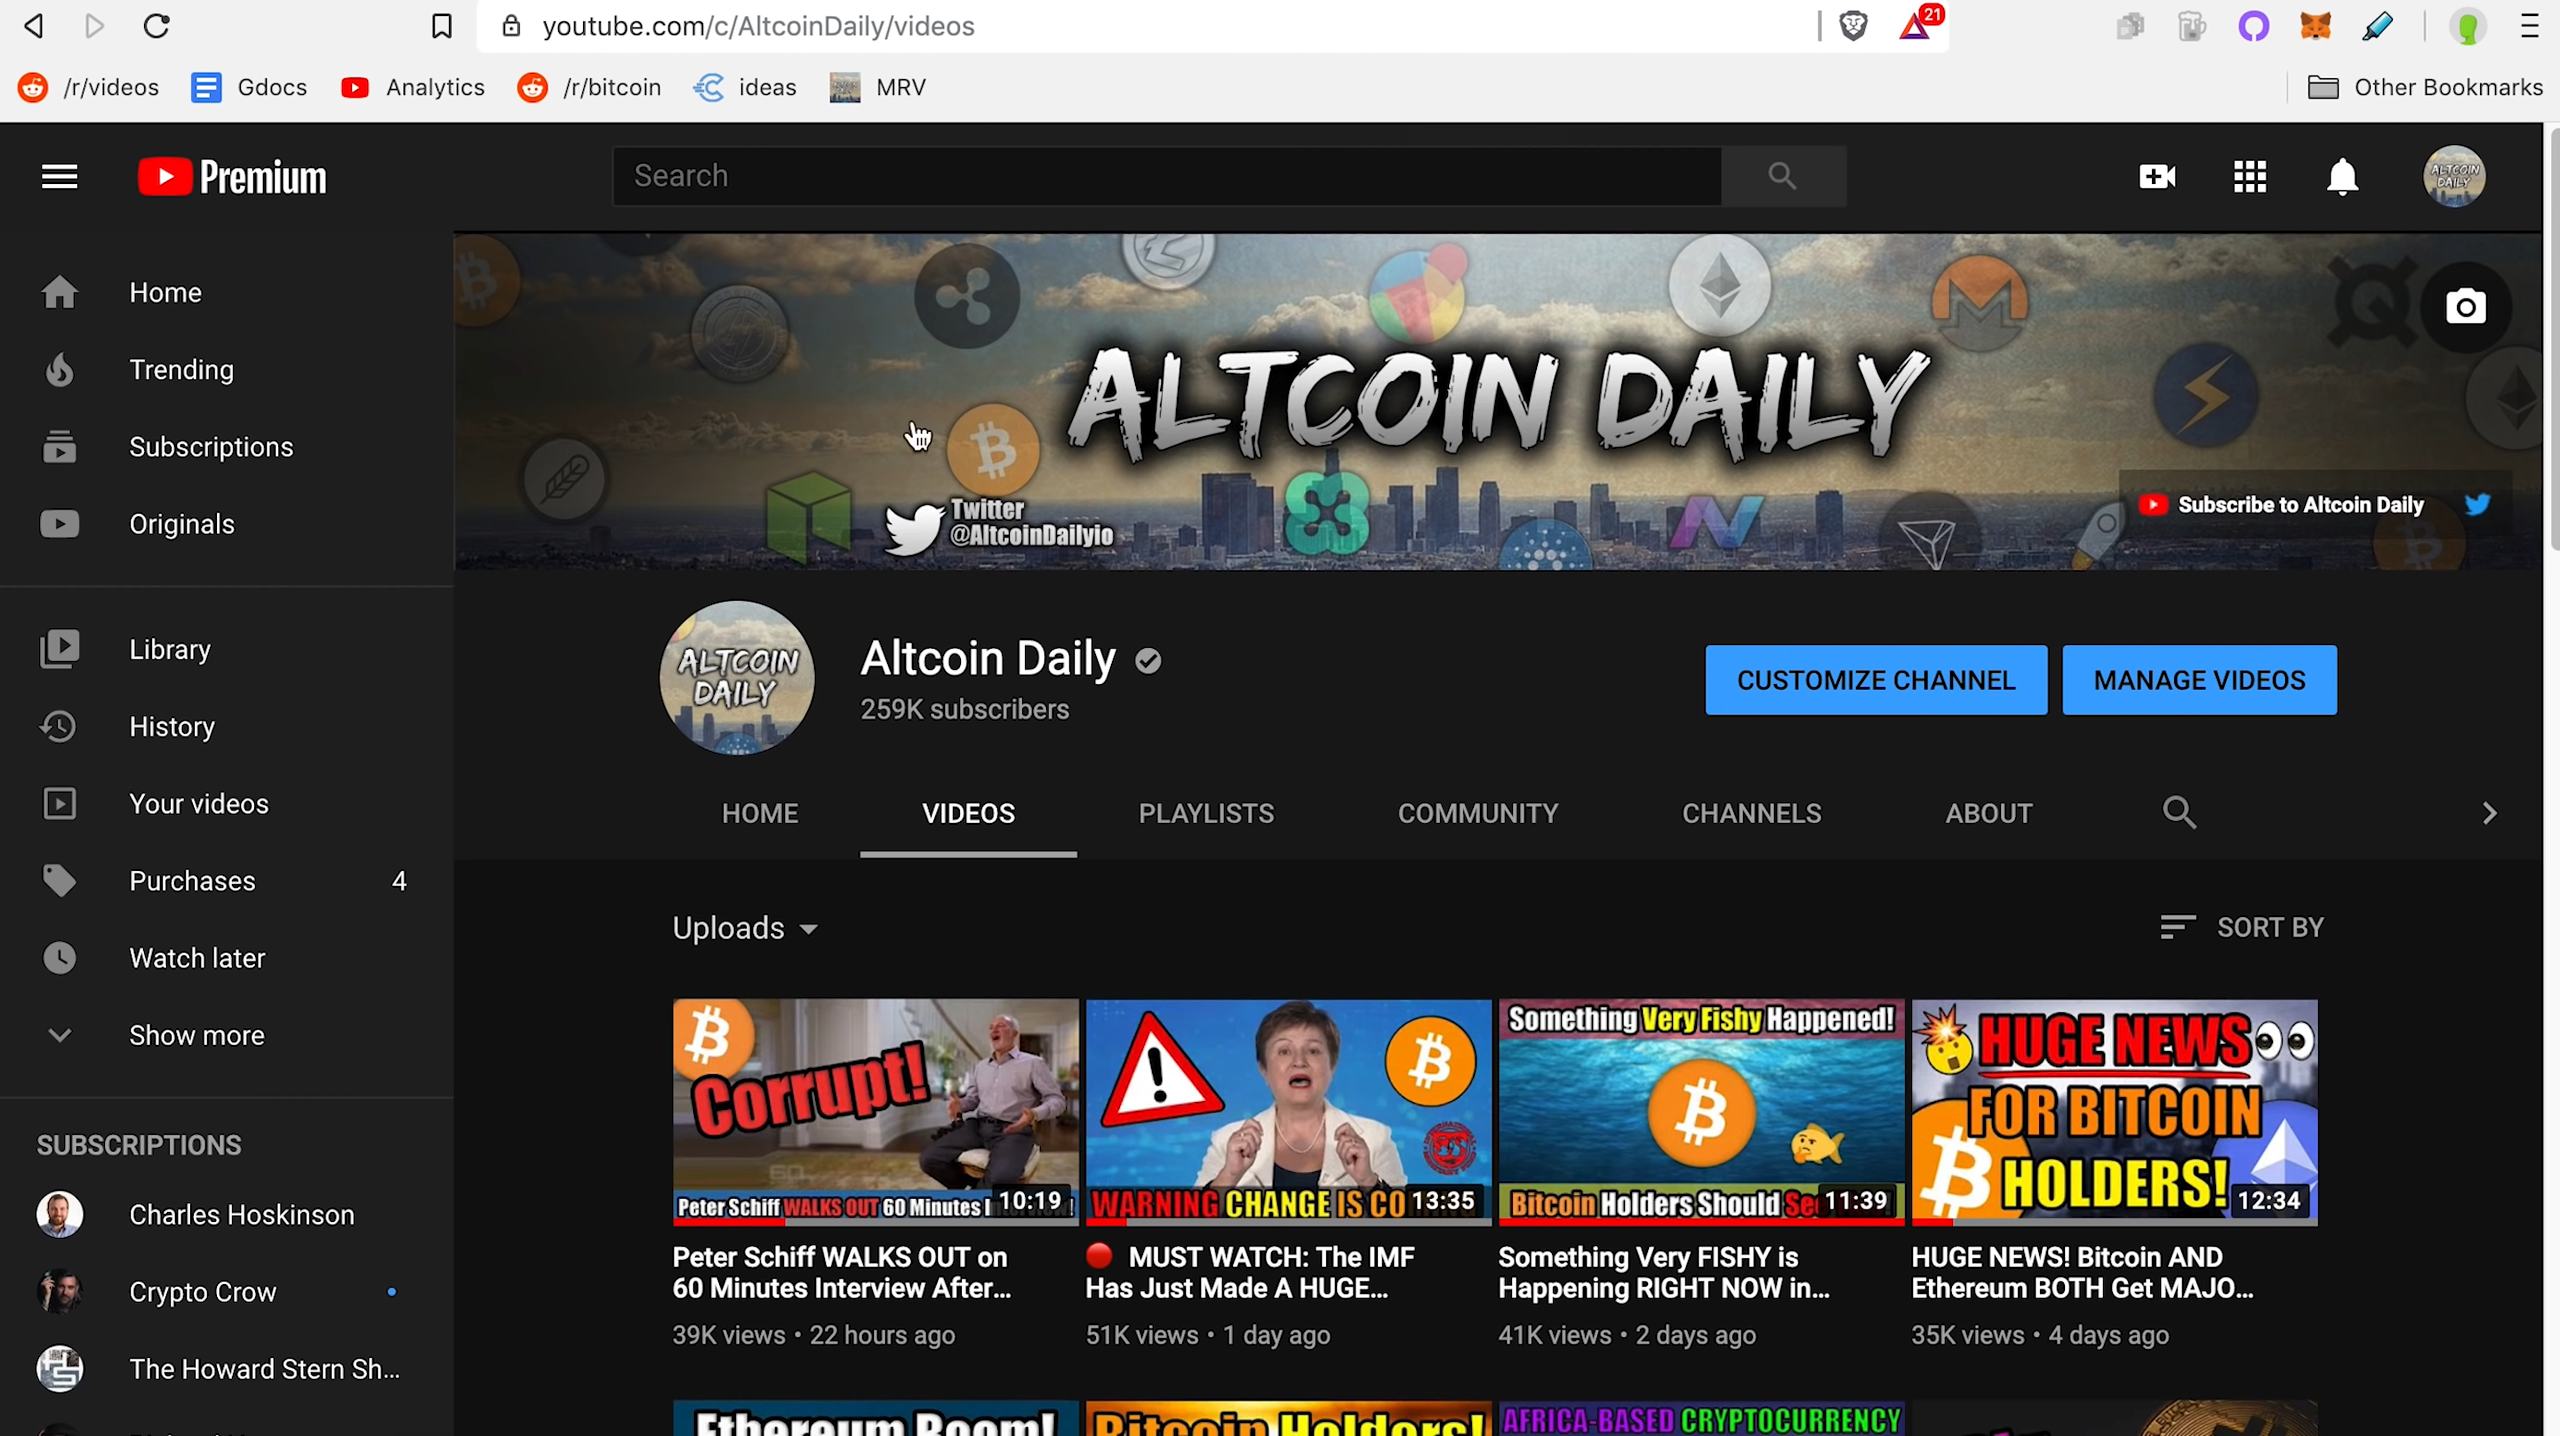 youtube.com/c/AltcoinDaily/videos
21
/r/videos
Gdocs
Analytics
/r/bitcoin
ideas
MRV
Other Bookmarks
Premium
Search
Home
Trending
Subscriptions
Originals
Library
History
Your videos
Purchases 4
Watch later
Show more
SUBSCRIPTIONS
Charles Hoskinson
Crypto Crow
The Howard Stern Sh...
ALTCOIN DAILY
Twitter
@AltcoinDailyio
Subscribe to Altcoin Daily
ALTCOIN
DAILY
Altcoin Daily
259K subscribers
CUSTOMIZE CHANNEL
MANAGE VIDEOS
HOME
VIDEOS
PLAYLISTS
COMMUNITY
CHANNELS
ABOUT
Uploads
SORT BY
Corrupt!
Peter Schiff WALKS OUT 60 Minutes
10:19
Peter Schiff WALKS OUT on
60 Minutes Interview After...
39K views • 22 hours ago
WARNING CHANGE IS CO
13:35
MUST WATCH: The IMF
Has Just Made A HUGE...
51K views • 1 day ago
Something Very Fishy Happened!
Bitcoin Holders Should
11:39
Something Very FISHY is
Happening RIGHT NOW in...
41K views • 2 days ago
HUGE NEWS
FOR BITCOIN
HOLDERS!
12:34
HUGE NEWS! Bitcoin AND
Ethereum BOTH Get MAJO...
35K views • 4 days ago
Ethereum Boom!
Bitcoin Holders!
AFRICA-BASED CRYPTOCURRENCY